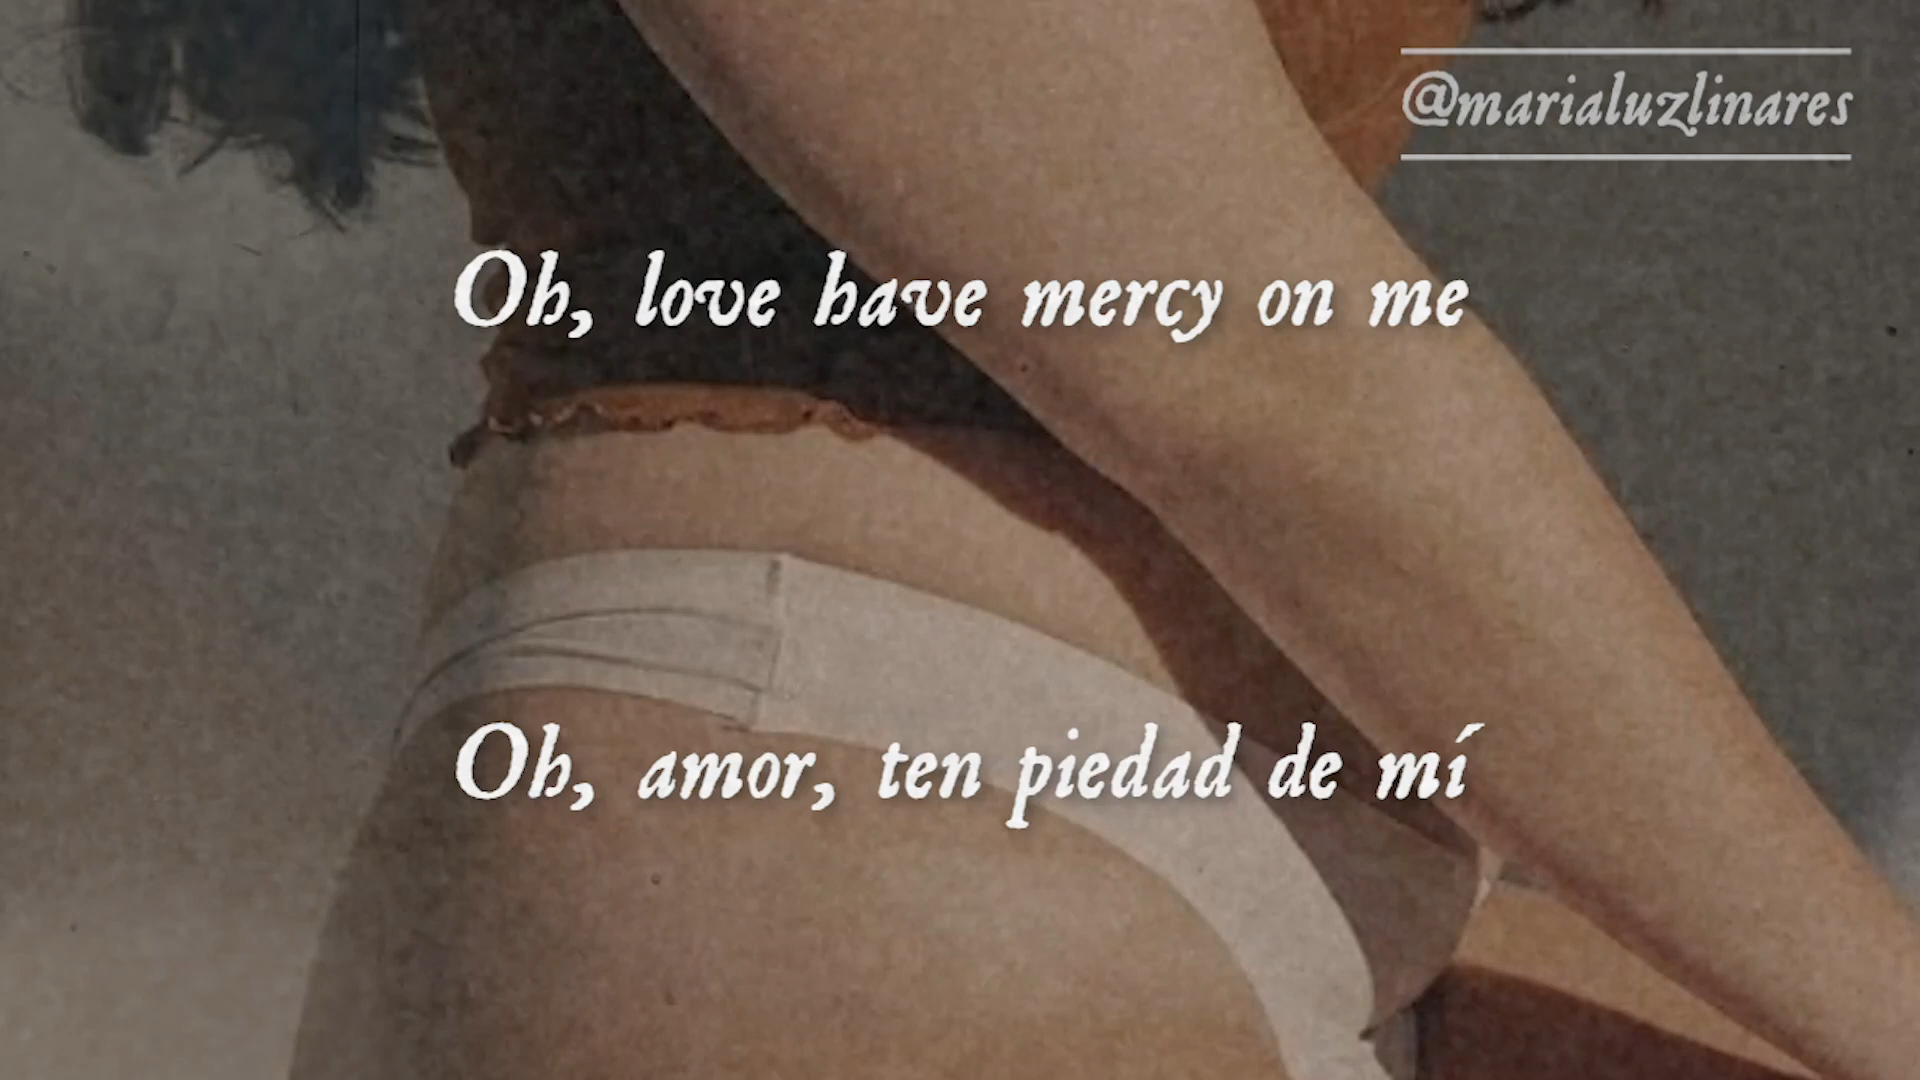 @marialuzlinares
Oh, love have mercy on me
Oh, amor, ten piedad de mí